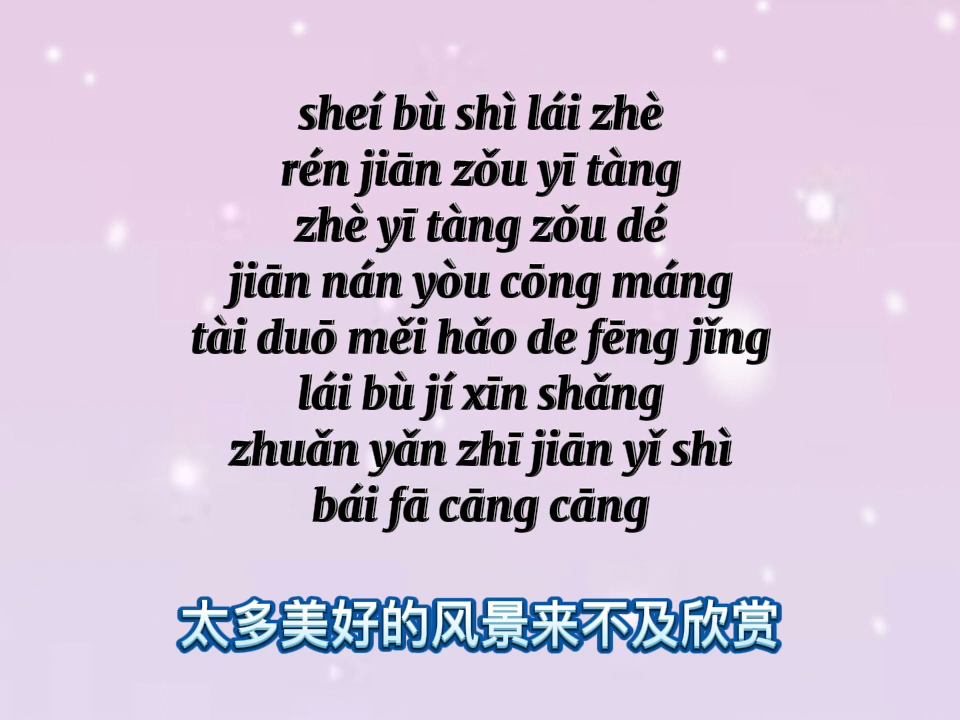 sheí bù shì lái zhè
rén jiān zǒu yī tàng
zhè yī tàng zǒu dé
jiān nán yòu cōng máng
tài duō měi hǎo de fēng jǐng
lái bù jí xīn shǎng
zhuǎn yǎn zhī jiān yǐ shì
bái fā cāng cāng
太多美好的风景来不及欣赏